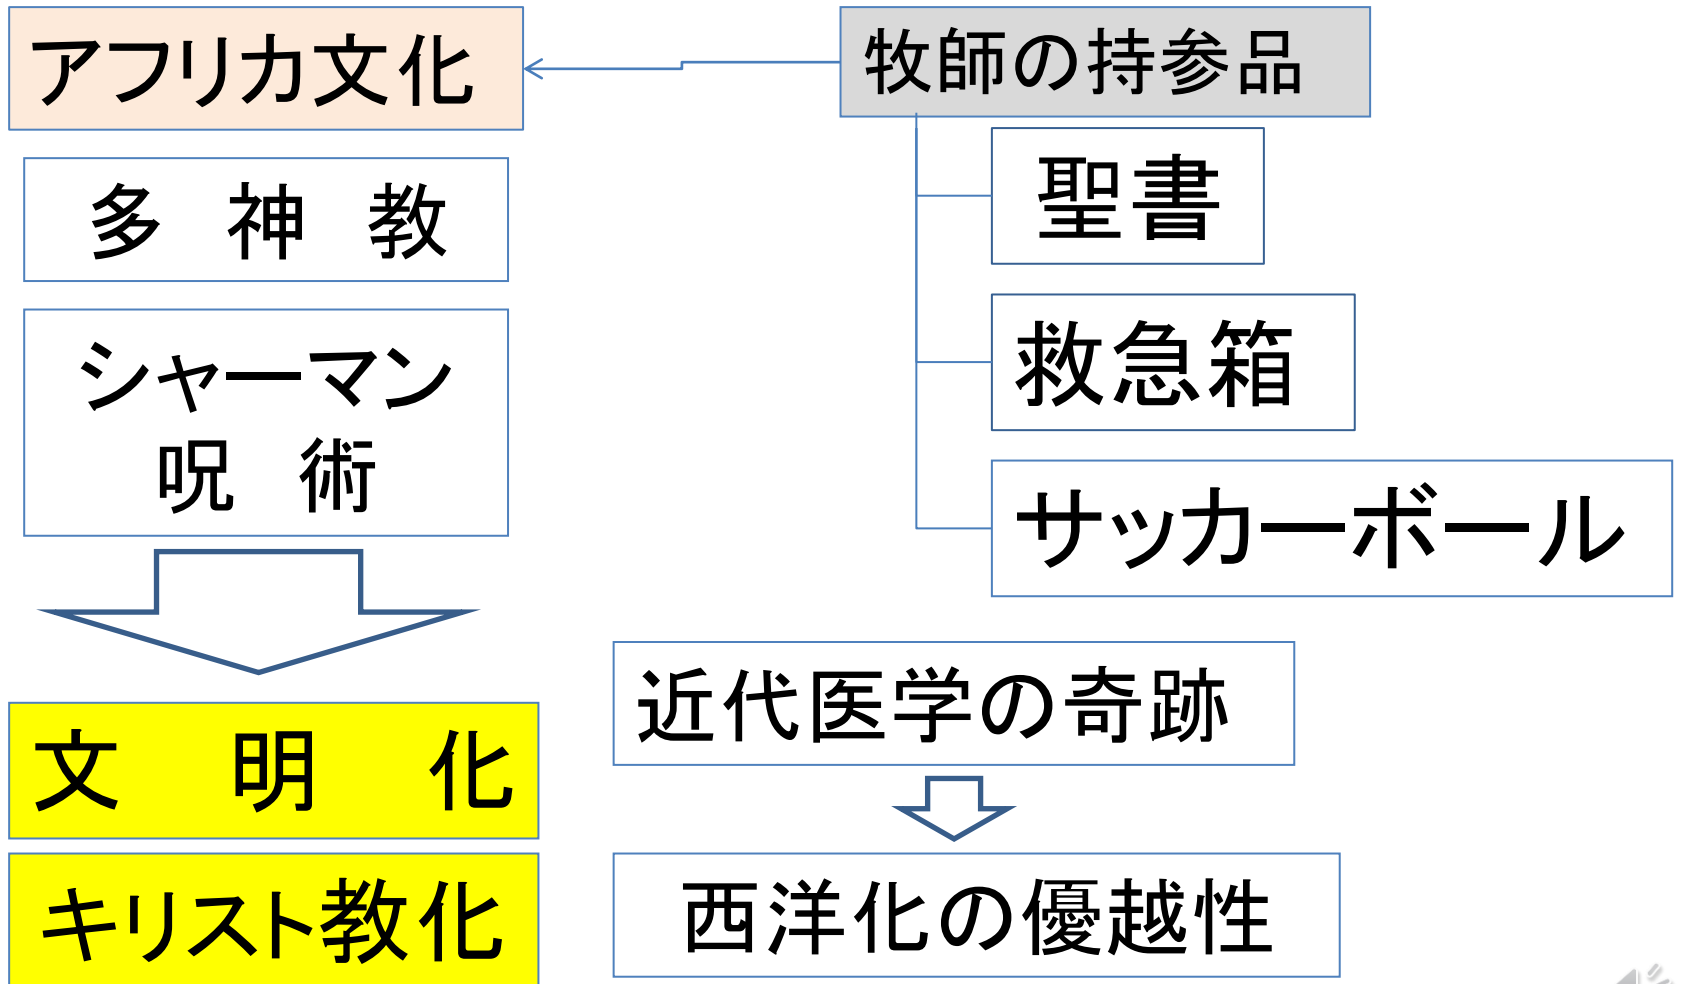 アフリカ文化
牧師の持参品
多　神　教
聖書
シャーマン
呪　術
救急箱
サッカーボール
近代医学の奇跡
文　明　化
キリスト教化
西洋化の優越性